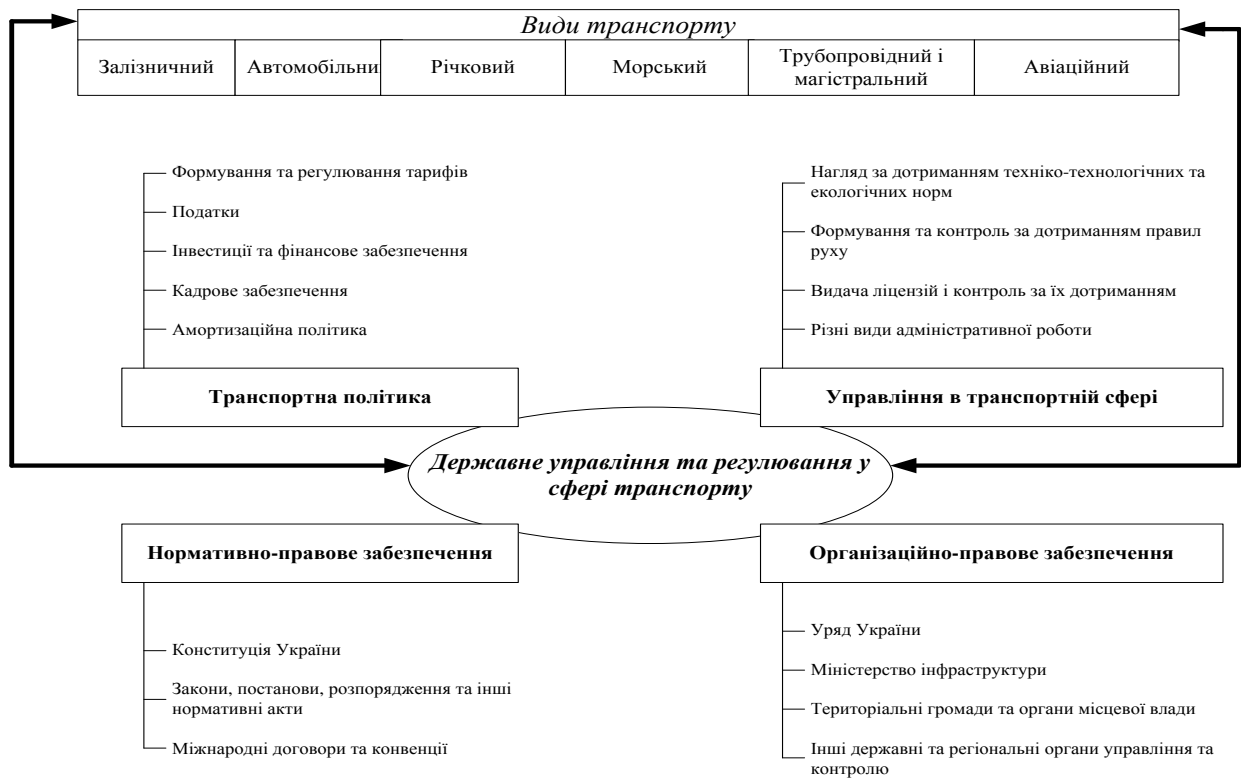 Види транспорту
Залізничний
Автомобільни
Річковий
Морський
Трубопровідний і
магістральний
Авіаційний
Формування та регулювання тарифів
Податки
Інвестиції та фінансове забезпечення
Кадрове забезпечення
Амортизаційна політика
Транспортна політика
Нагляд за дотриманням техніко-технологічних та
екологічних норм
Формування та контроль за дотриманням правил
руху
Видача ліцензій і контроль за їх дотриманням
Різні види адміністративної роботи
Управління в транспортній сфері
Державне управління та регулювання у
сфері транспорту
Нормативно-правове забезпечення
Конституція України
Закони, постанови, розпорядження та інші
нормативні акти
Міжнародні договори та конвенції
Організаційно-правове забезпечення
Уряд України
Міністерство інфраструктури
Територіальні громади та органи місцевої влади
Інші державні та регіональні органи управління та
контролю